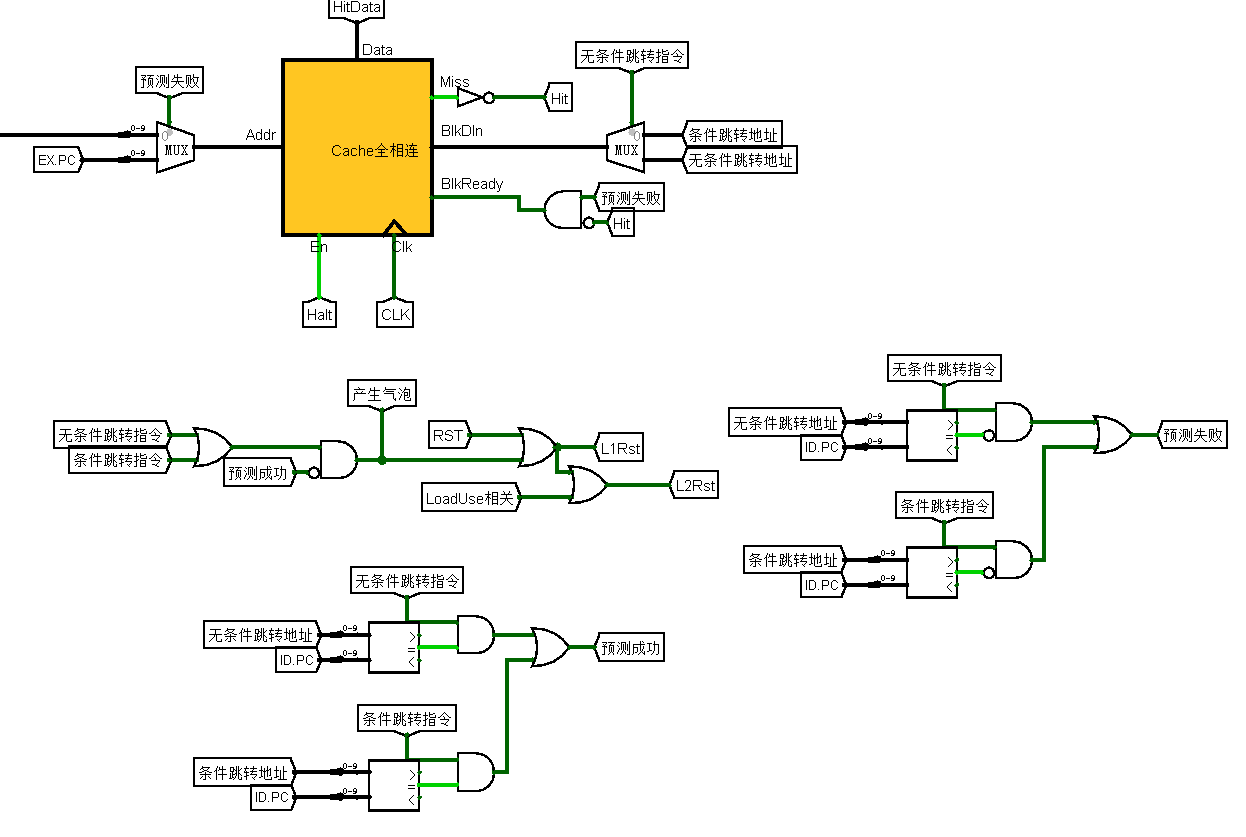 HitData
Data
预测失败
0-9
0
MUX
EX.PC
0-9
Addr
Cache全相连
Miss
Hit
BlkDIn
无条件跳转指令
0
MUX
条件跳转地址
无条件跳转地址
BlkReady
预测失败
Hit
En
Clk
Halt
CLK
产生气泡
无条件跳转指令
条件跳转指令
预测成功
RST
L1Rst
LoadUse相关
L2Rst
无条件跳转指令
无条件跳转地址
0-9
ID.PC
0-9
>
=
<
预测失败
条件跳转指令
条件跳转地址
0-9
ID.PC
0-9
>
=
<
无条件跳转指令
无条件跳转地址
0-9
ID.PC
0-9
>
=
<
预测成功
条件跳转指令
条件跳转地址
0-9
ID.PC
0-9
>
=
<